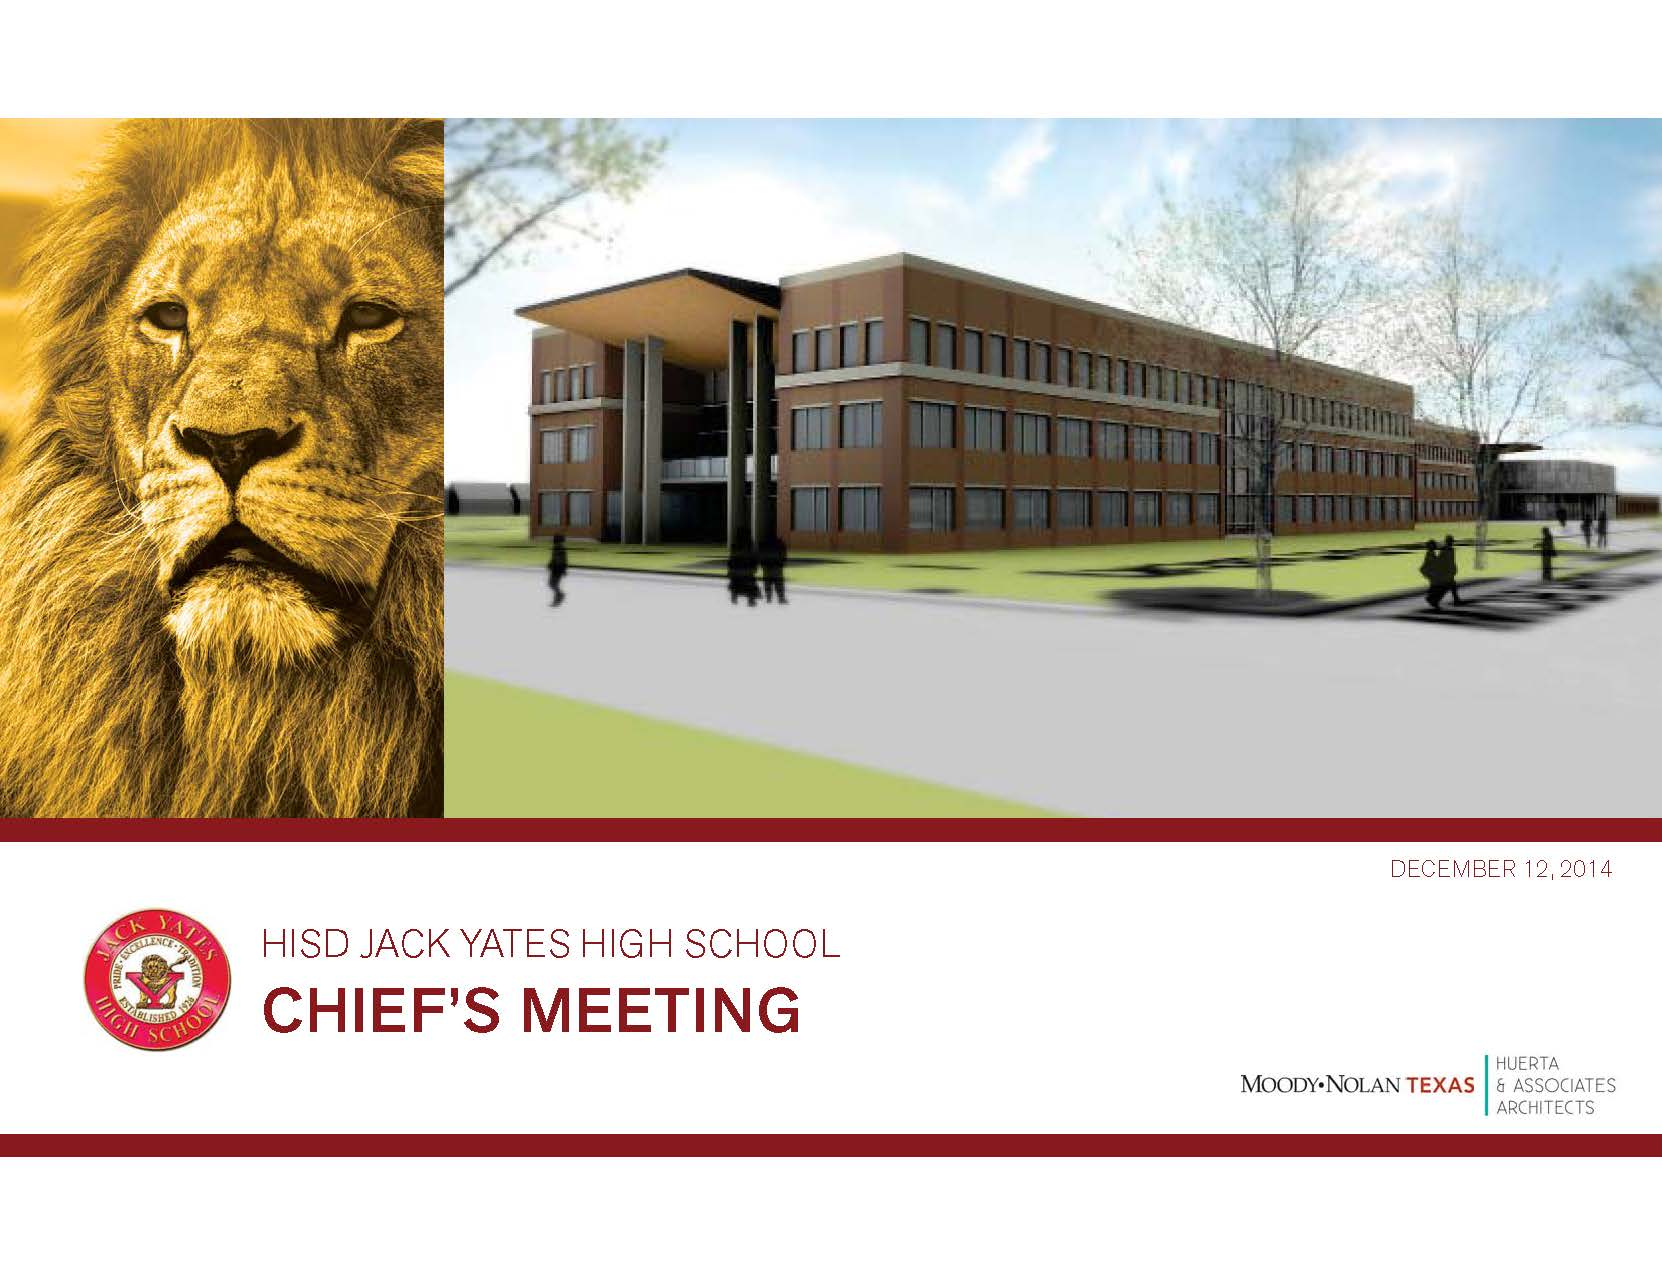 DECEMBER 12, 2014
JACK YATES
PRIDE • EXCELLENCE • TRADITION
Y
ESTABLISHED 1926
HIGH SCHOOL
HISD JACK YATES HIGH SCHOOL
CHIEF'S MEETING
MOODY•NOLAN TEXAS
HUERTA
& ASSOCIATES
ARCHITECTS